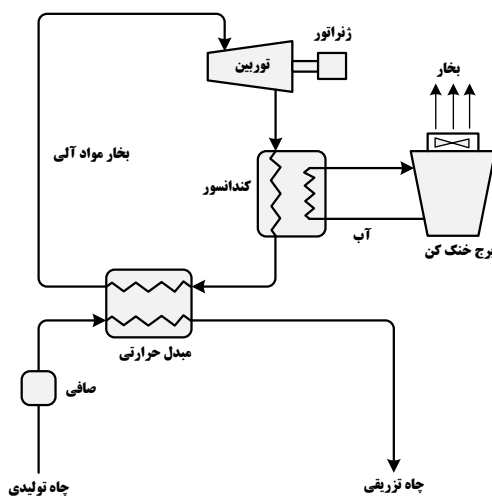 ژنراتور
توربین
بخار
بخار مواد آلی
کندانسور
آب
برج خنک کن
مبدل حرارتی
صافی
چاه تولیدی
چاه تزریقی